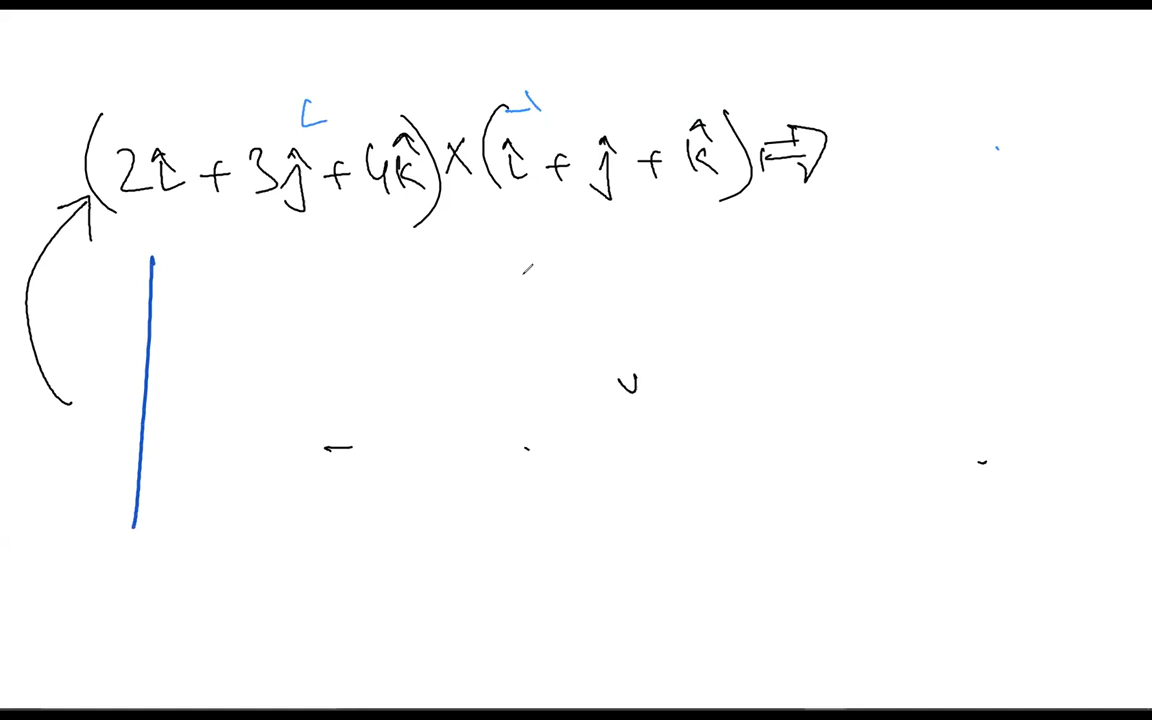 (2î + 3ĵ + 4k̂) × (î + ĵ + k̂) ⇒